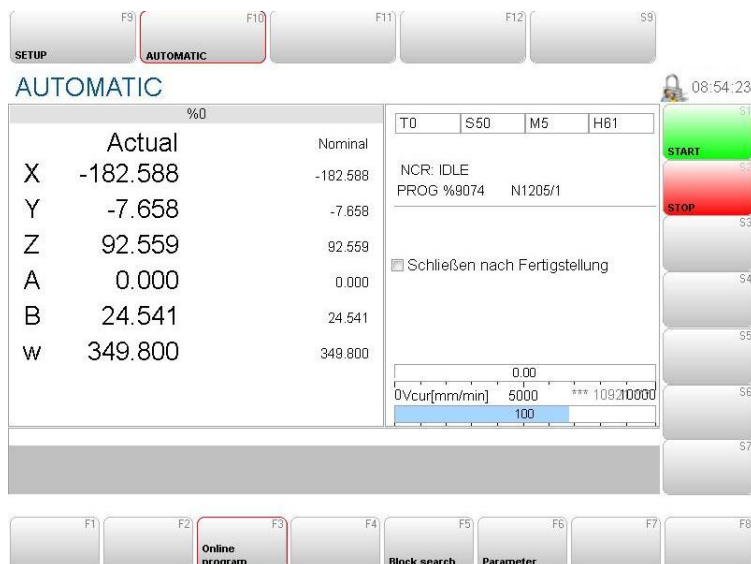 F9 F10 F11 F12 S9
SETUP AUTOMATIC
AUTOMATIC 08:54:23
%0
Actual Nominal
X -182.588 -182.588
Y -7.658 -7.658
Z 92.559 92.559
A 0.000 0.000
B 24.541 24.541
w 349.800 349.800
T0 S50 M5 H61
NCR: IDLE
PROG %9074 N1205/1
Schließen nach Fertigstellung
0.00
0Vcur[mm/min] 5000 *** 10000
100
S1
START
S2
STOP
S3
S4
S5
S6
S7
F1 F2 F3 F4 F5 F6 F7 F8
Online
program Block search Parameter